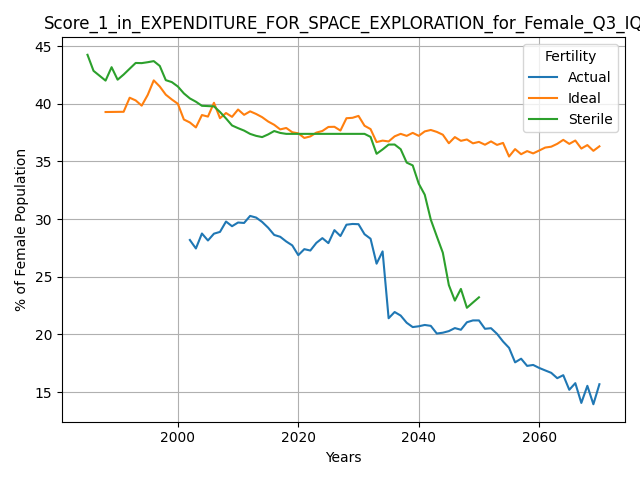 Score_1_in_EXPENDITURE_FOR_SPACE_EXPLORATION_for_Female_Q3_IQ
45
40
35
30
25
20
15
% of Female Population
Fertility
Actual
Ideal
Sterile
2000 2020 2040 2060
Years